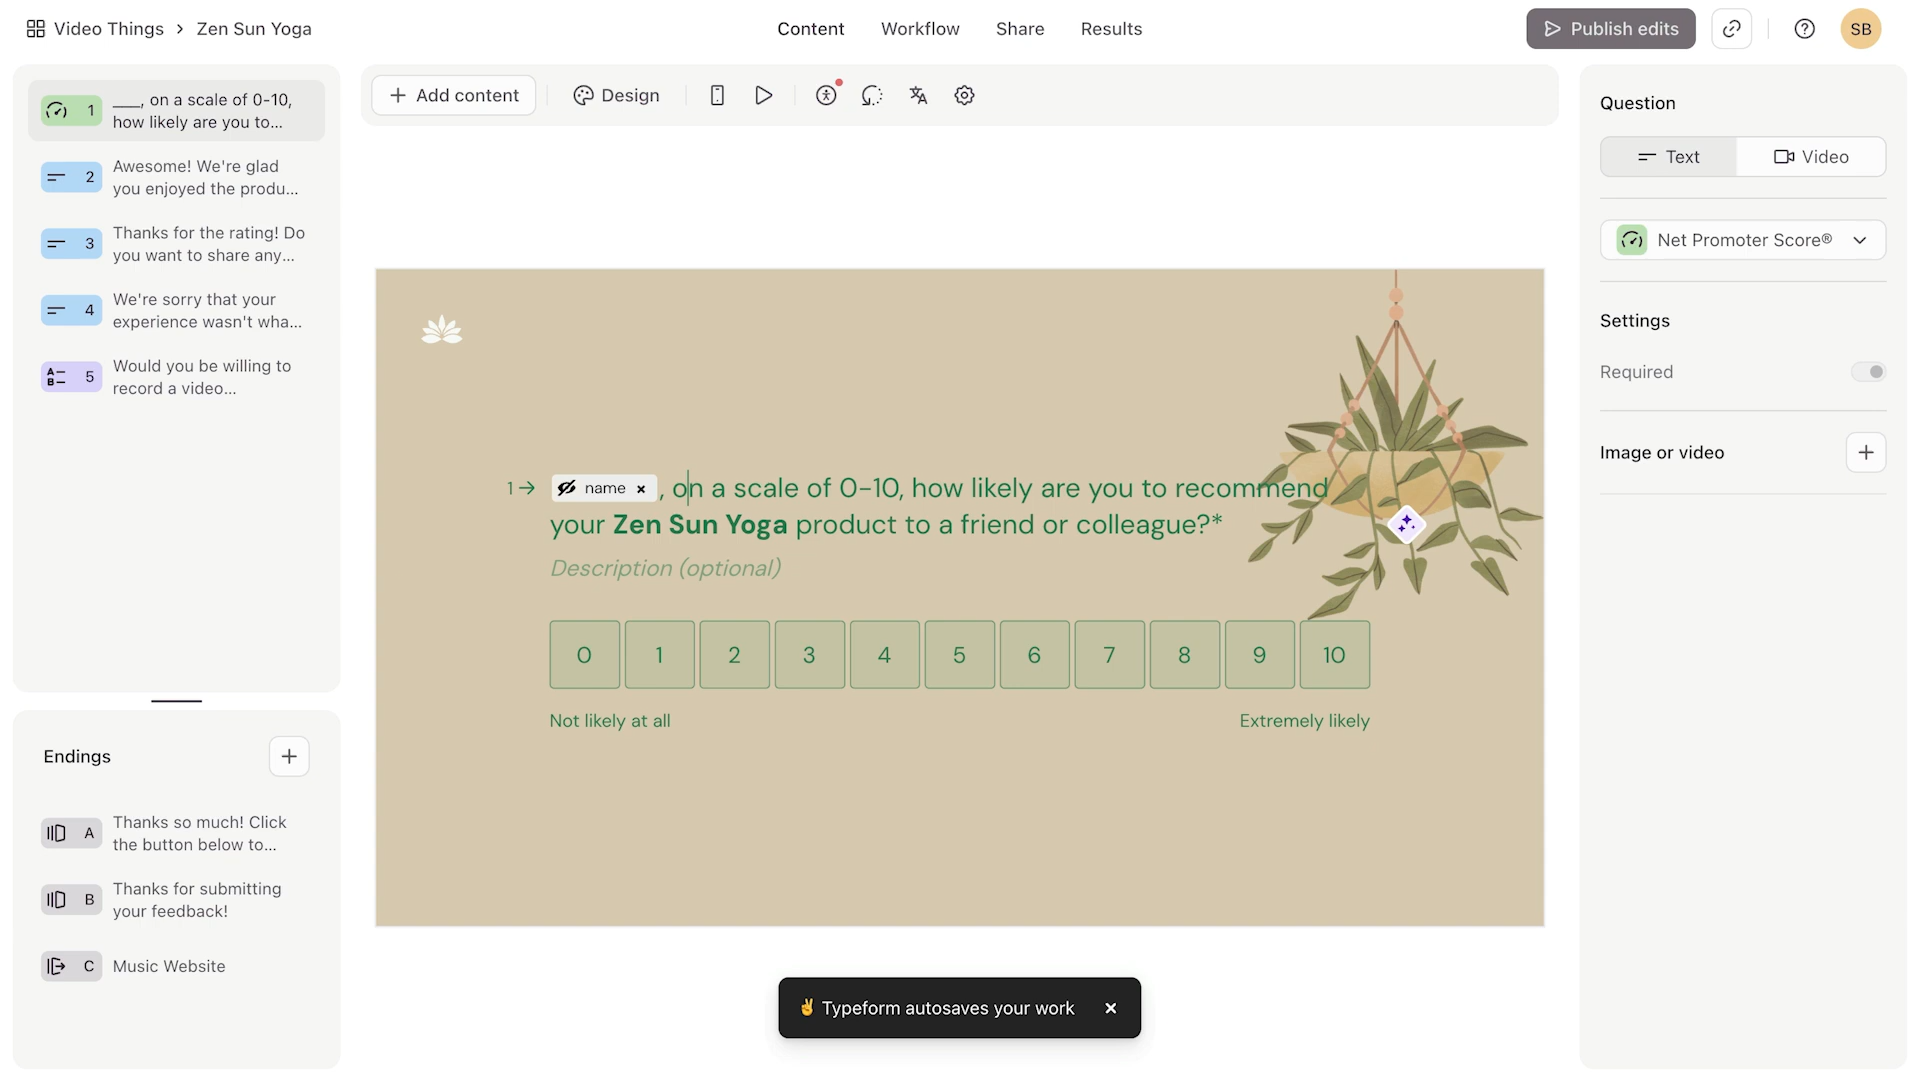 Video Things > Zen Sun Yoga
Content Workflow Share Results
Publish edits
SB
1 ____, on a scale of 0-10,
how likely are you to...
2 Awesome! We're glad
you enjoyed the produ...
3 Thanks for the rating! Do
you want to share any...
4 We're sorry that your
experience wasn't wha...
A B 5 Would you be willing to
record a video...
Endings
A Thanks so much! Click
the button below to...
B Thanks for submitting
your feedback!
C Music Website
+ Add content Design
1→ name × , on a scale of 0-10, how likely are you to recommend
your Zen Sun Yoga product to a friend or colleague?*
Description (optional)
0 1 2 3 4 5 6 7 8 9 10
Not likely at all Extremely likely
✌️ Typeform autosaves your work ×
Question
Text Video
Net Promoter Score®
Settings
Required
Image or video